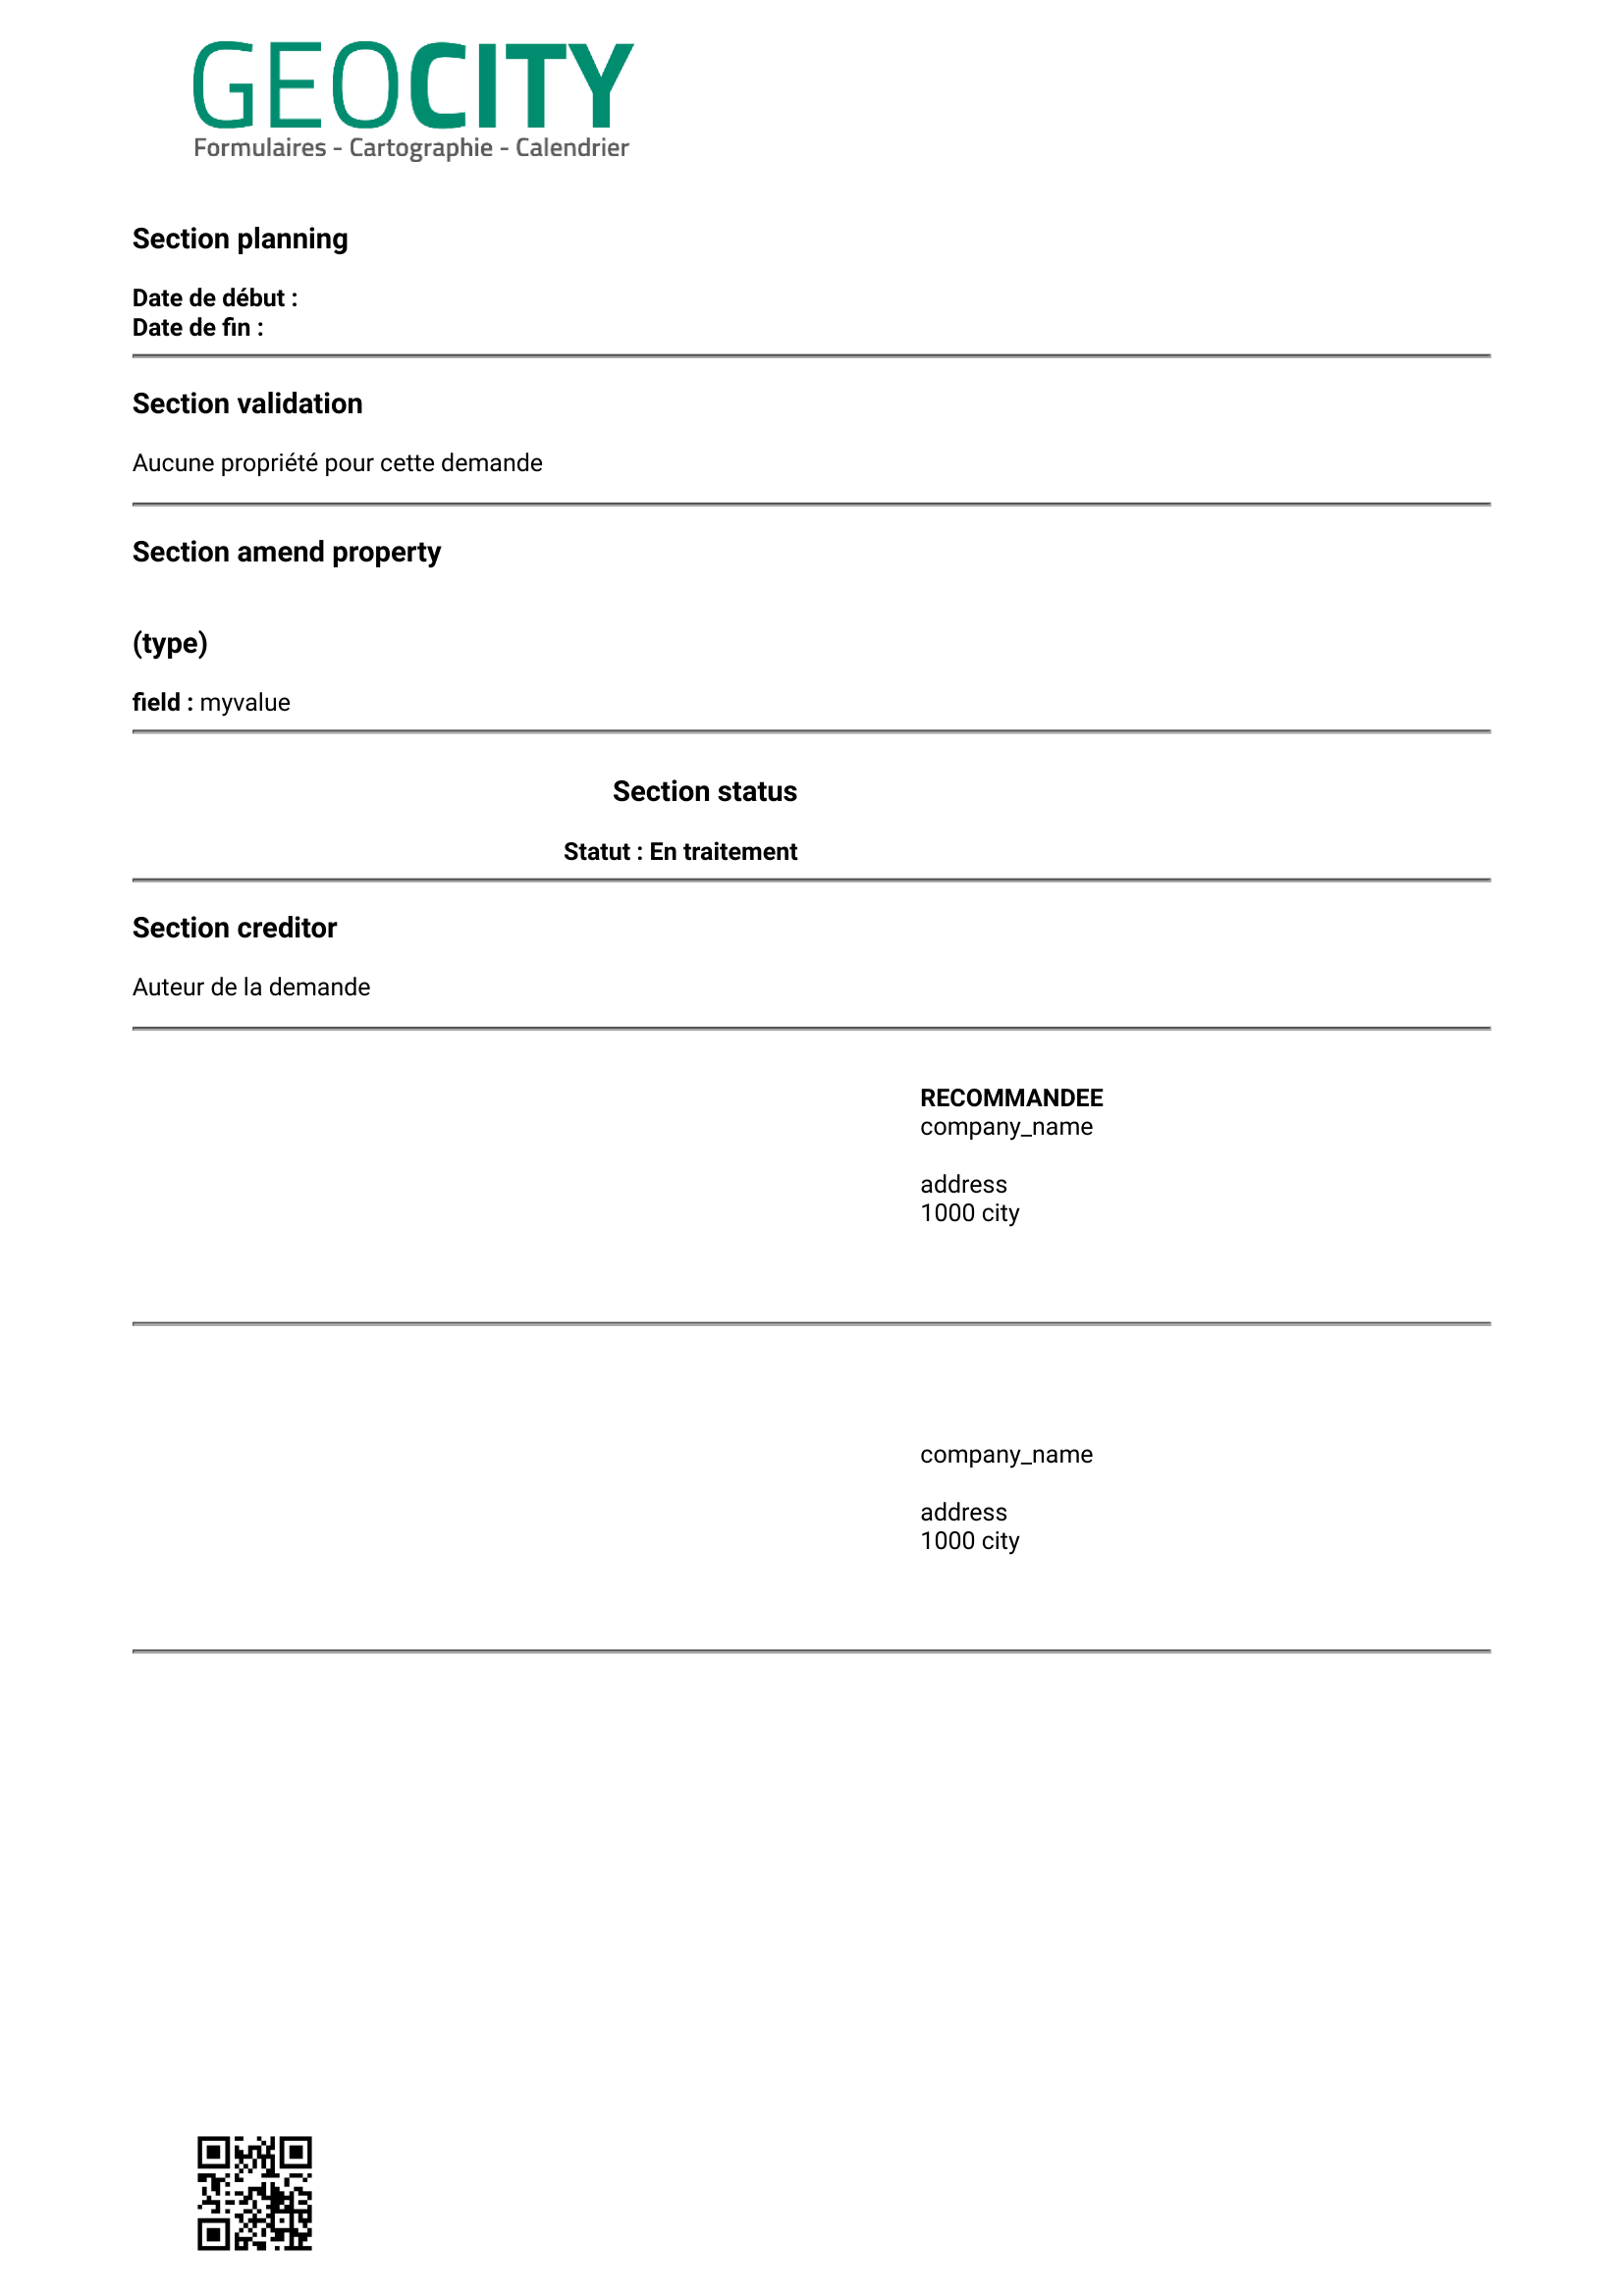 GEOCITY
Formulaires - Cartographie - Calendrier
Section planning
Date de début :
Date de fin :
Section validation
Aucune propriété pour cette demande
Section amend property
(type)
field : myvalue
Section status
Statut : En traitement
Section creditor
Auteur de la demande
RECOMMANDEE
company_name
address
1000 city
company_name
address
1000 city